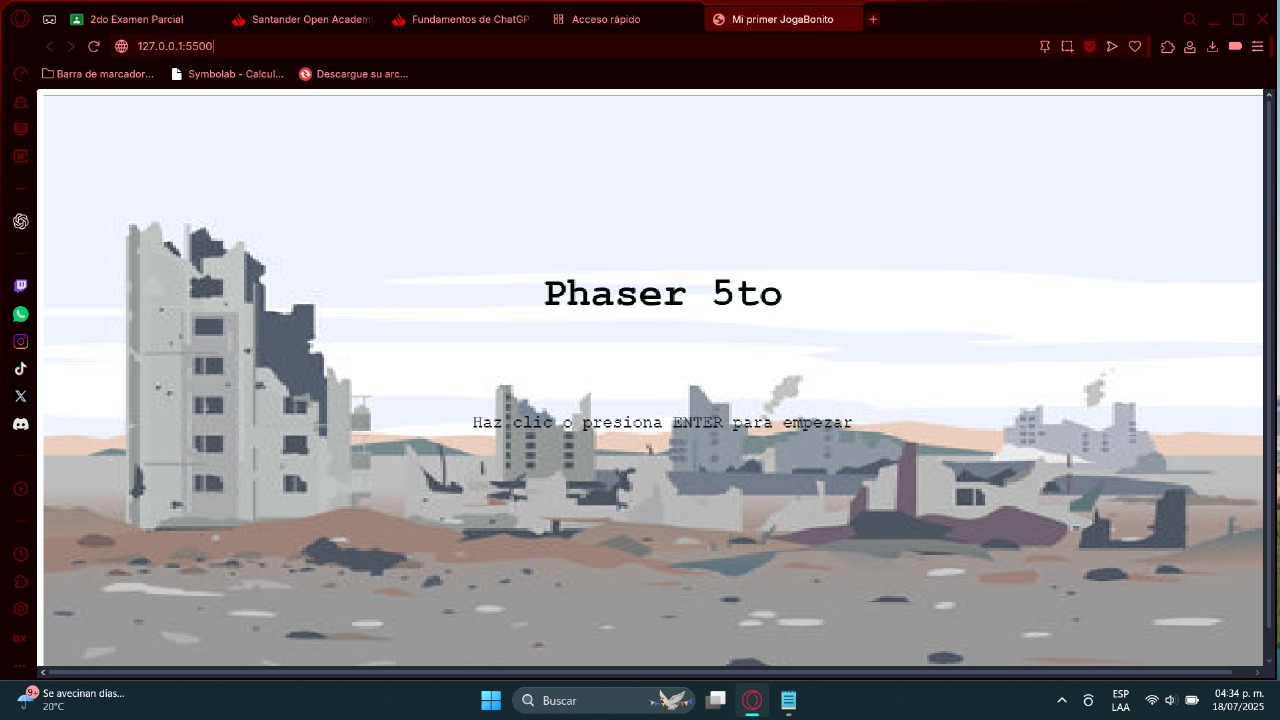 2do Examen Parcial
Santander Open Academ
Fundamentos de ChatGPT
Acceso rápido
Mi primer JogaBonito
127.0.0.1:5500
Barra de marcador...
Symbolab - Calcul...
Descargue su arc...
Phaser 5to
Haz clic o presiona ENTER para empezar
9+
Se avecinan días...
20°C
Buscar
ESP
LAA
04:34 p. m.
18/07/2025